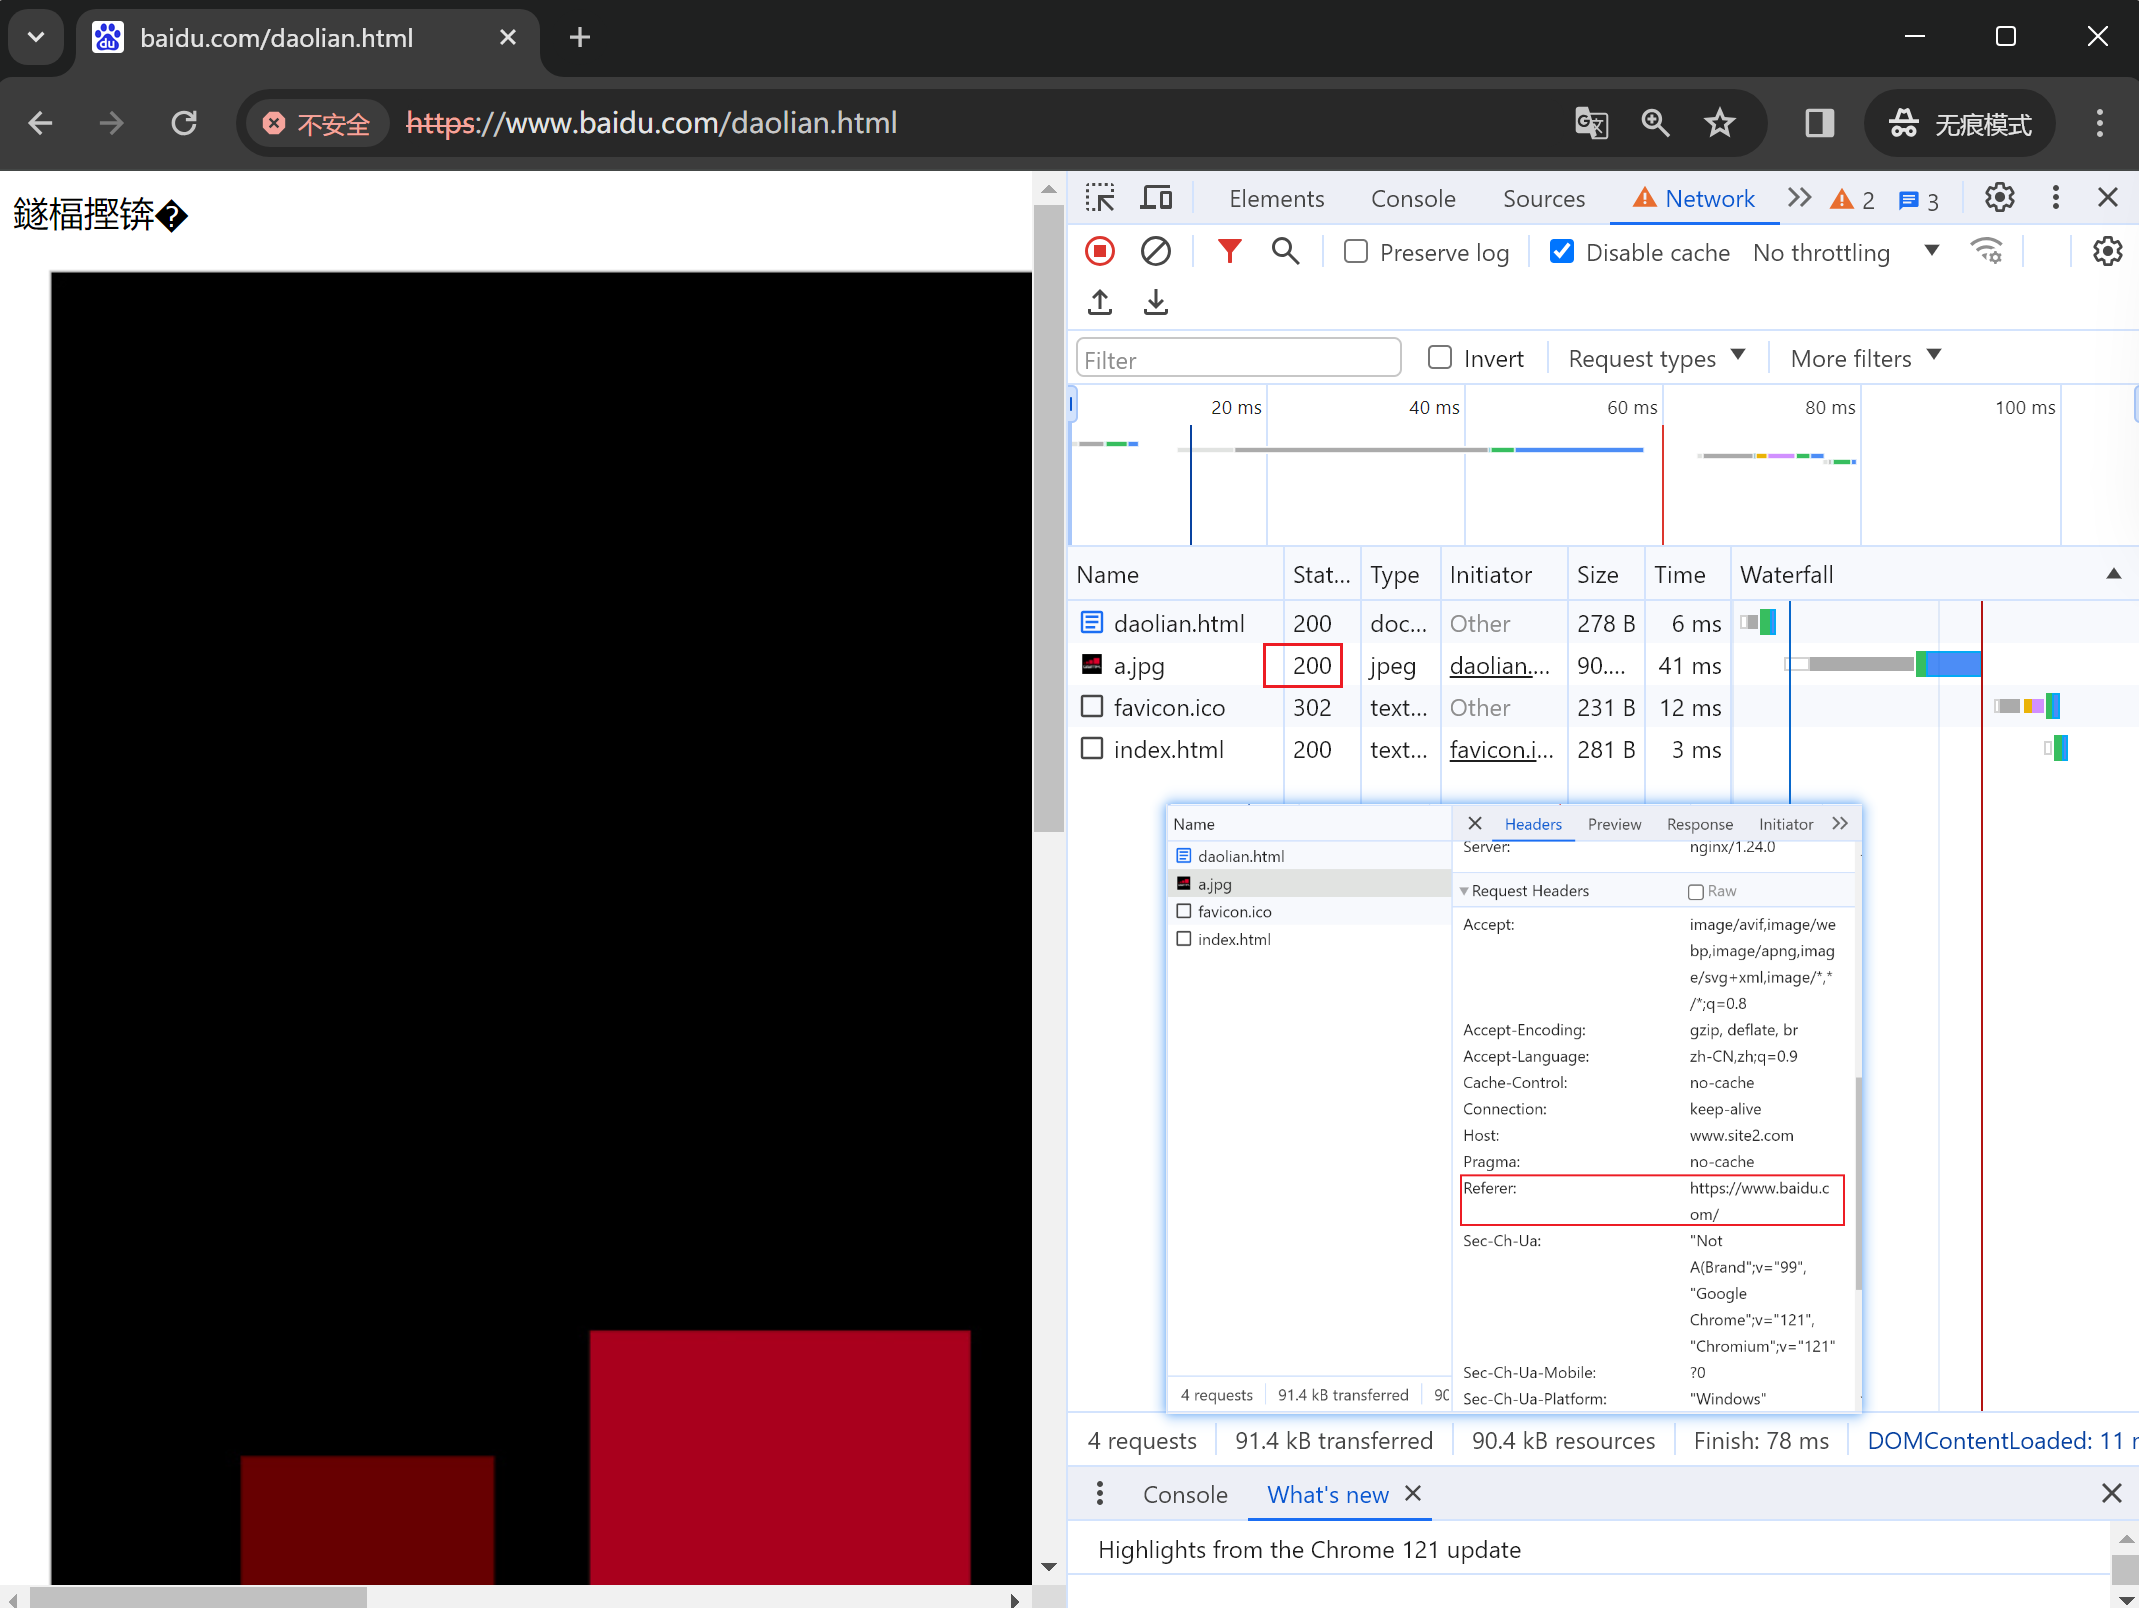 baidu.com/daolian.html
不安全 https://www.baidu.com/daolian.html
无痕模式
鐩楅摼锛�
Elements Console Sources Network 2 3
Preserve log Disable cache No throttling
Filter Invert Request types More filters
20 ms 40 ms 60 ms 80 ms 100 ms
Name Stat... Type Initiator Size Time Waterfall
daolian.html 200 doc... Other 278 B 6 ms
a.jpg 200 jpeg daolian.... 90.... 41 ms
favicon.ico 302 text... Other 231 B 12 ms
index.html 200 text... favicon.i... 281 B 3 ms
Name Headers Preview Response Initiator
daolian.html
a.jpg
favicon.ico
index.html
Server: nginx/1.24.0
Request Headers Raw
Accept: image/avif,image/we
bp,image/apng,imag
e/svg+xml,image/*,*
/*;q=0.8
Accept-Encoding: gzip, deflate, br
Accept-Language: zh-CN,zh;q=0.9
Cache-Control: no-cache
Connection: keep-alive
Host: www.site2.com
Pragma: no-cache
Referer: https://www.baidu.c
om/
Sec-Ch-Ua: "Not
A(Brand";v="99",
"Google
Chrome";v="121",
"Chromium";v="121"
Sec-Ch-Ua-Mobile: ?0
Sec-Ch-Ua-Platform: "Windows"
4 requests 91.4 kB transferred 90
4 requests 91.4 kB transferred 90.4 kB resources Finish: 78 ms DOMContentLoaded: 11
Console What's new
Highlights from the Chrome 121 update